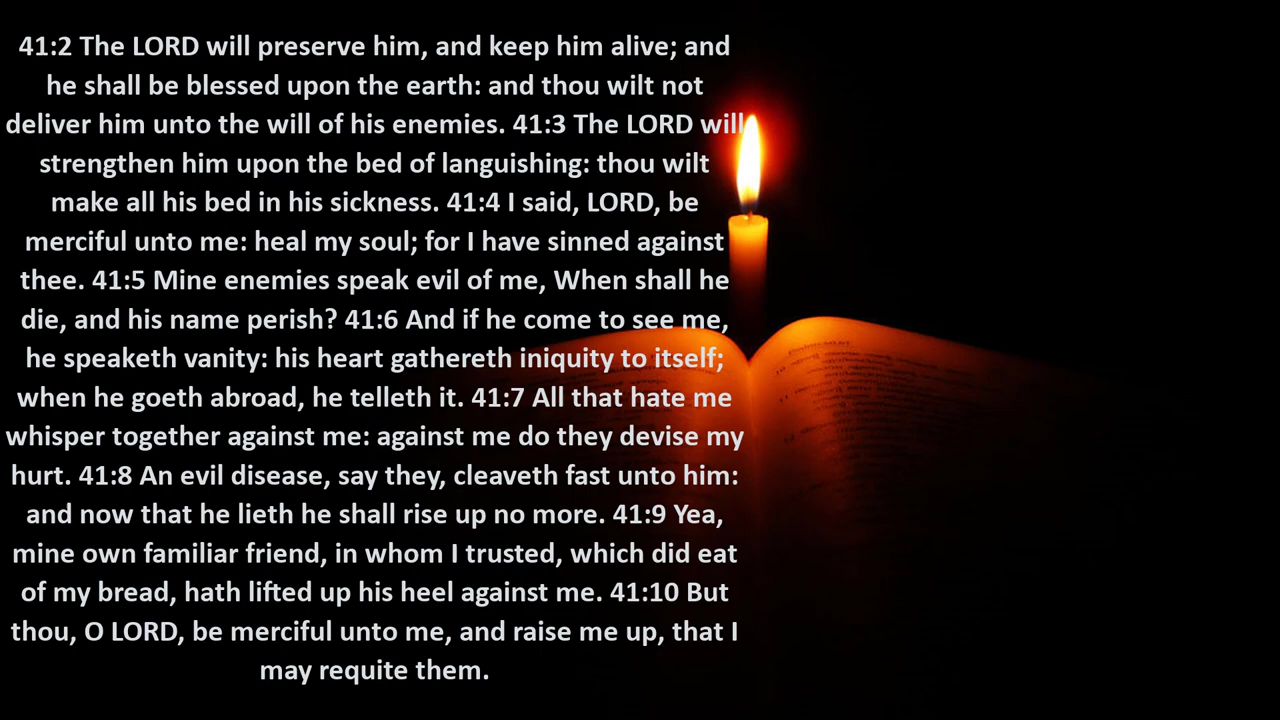 41:2 The LORD will preserve him, and keep him alive; and
he shall be blessed upon the earth: and thou wilt not
deliver him unto the will of his enemies. 41:3 The LORD will
strengthen him upon the bed of languishing: thou wilt
make all his bed in his sickness. 41:4 I said, LORD, be
merciful unto me: heal my soul; for I have sinned against
thee. 41:5 Mine enemies speak evil of me, When shall he
die, and his name perish? 41:6 And if he come to see me,
he speaketh vanity: his heart gathereth iniquity to itself;
when he goeth abroad, he telleth it. 41:7 All that hate me
whisper together against me: against me do they devise my
hurt. 41:8 An evil disease, say they, cleaveth fast unto him:
and now that he lieth he shall rise up no more. 41:9 Yea,
mine own familiar friend, in whom I trusted, which did eat
of my bread, hath lifted up his heel against me. 41:10 But
thou, O LORD, be merciful unto me, and raise me up, that I
may requite them.